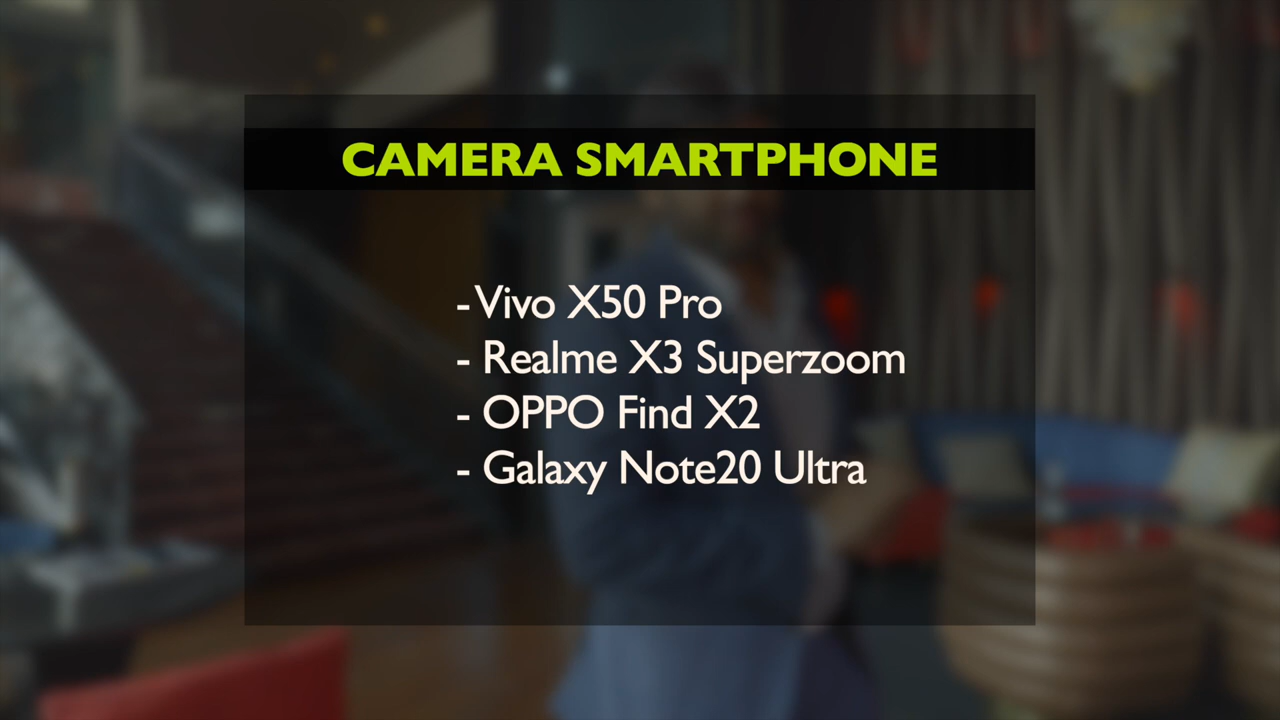 CAMERA SMARTPHONE
- Vivo X50 Pro
- Realme X3 Superzoom
- OPPO Find X2
- Galaxy Note20 Ultra